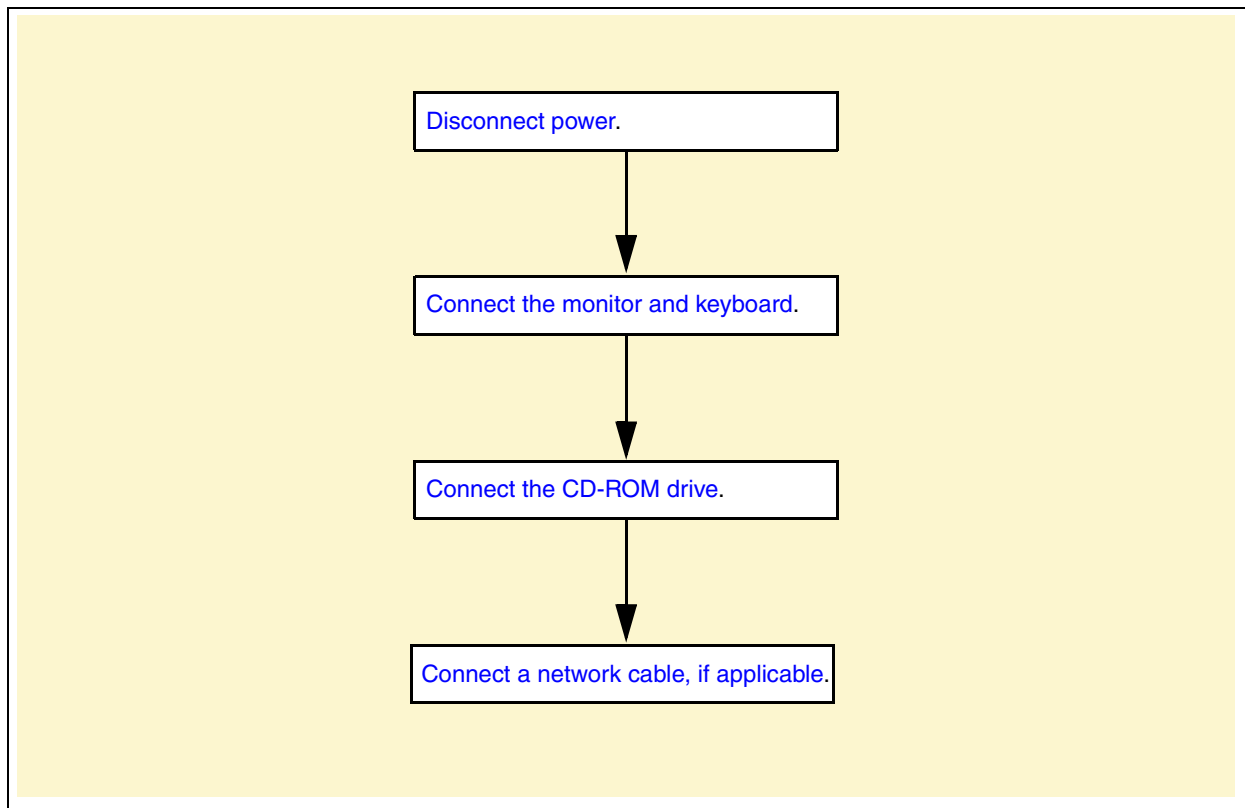 Disconnect power.
Connect the monitor and keyboard.
Connect the CD-ROM drive.
Connect a network cable, if applicable.